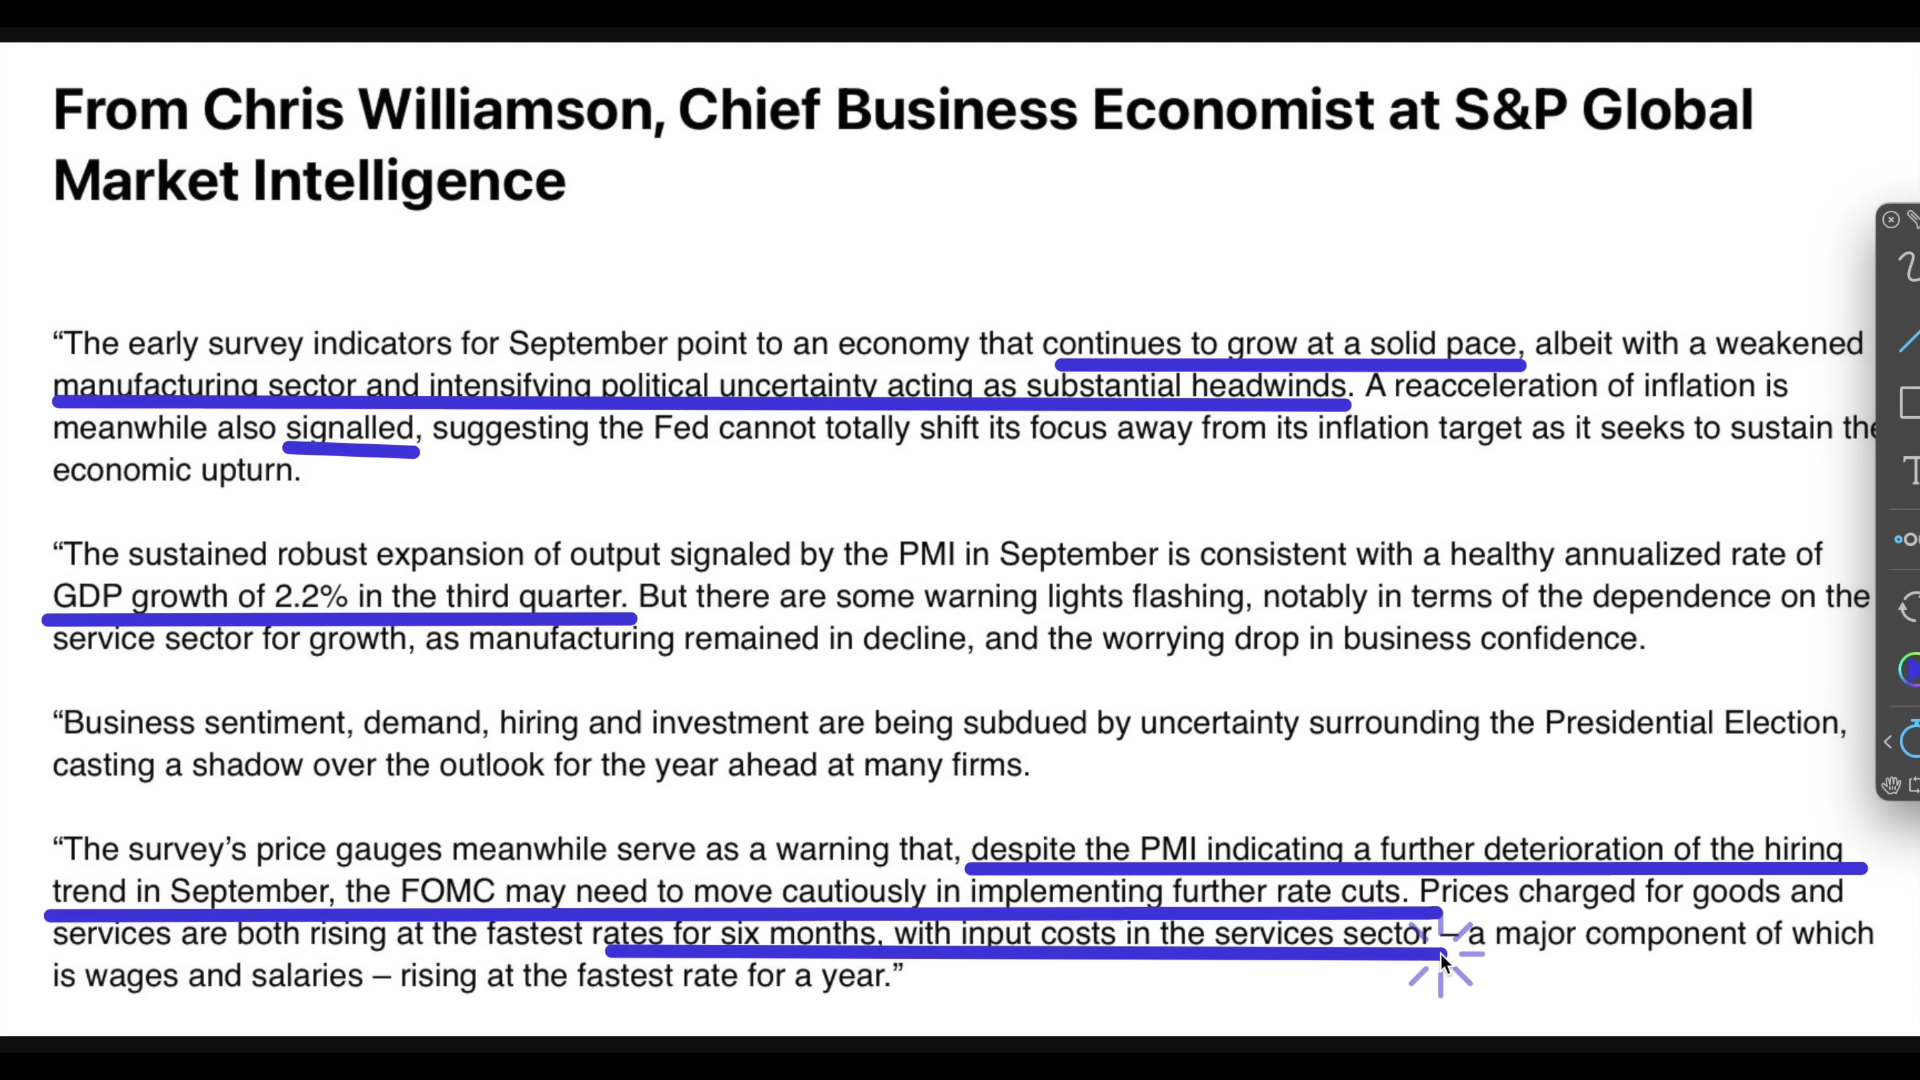 From Chris Williamson, Chief Business Economist at S&P Global
Market Intelligence
“The early survey indicators for September point to an economy that continues to grow at a solid pace, albeit with a weakened
manufacturing sector and intensifying political uncertainty acting as substantial headwinds. A reacceleration of inflation is
meanwhile also signalled, suggesting the Fed cannot totally shift its focus away from its inflation target as it seeks to sustain the
economic upturn.
“The sustained robust expansion of output signaled by the PMI in September is consistent with a healthy annualized rate of
GDP growth of 2.2% in the third quarter. But there are some warning lights flashing, notably in terms of the dependence on the
service sector for growth, as manufacturing remained in decline, and the worrying drop in business confidence.
“Business sentiment, demand, hiring and investment are being subdued by uncertainty surrounding the Presidential Election,
casting a shadow over the outlook for the year ahead at many firms.
“The survey’s price gauges meanwhile serve as a warning that, despite the PMI indicating a further deterioration of the hiring
trend in September, the FOMC may need to move cautiously in implementing further rate cuts. Prices charged for goods and
services are both rising at the fastest rates for six months, with input costs in the services sector – a major component of which
is wages and salaries – rising at the fastest rate for a year.”